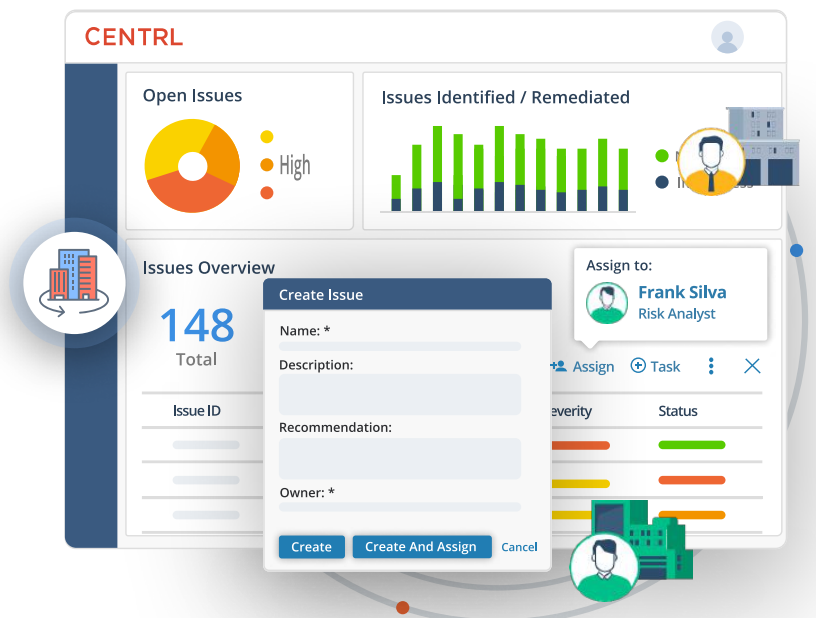 CENTRL
Open Issues
High
Issues Identified / Remediated
Issues Overview
148
Total
Assign to:
Frank Silva
Risk Analyst
Assign
Task
Issue ID
Status
Create Issue
Name: *
Description:
Recommendation:
Owner: *
Create
Create And Assign
Cancel